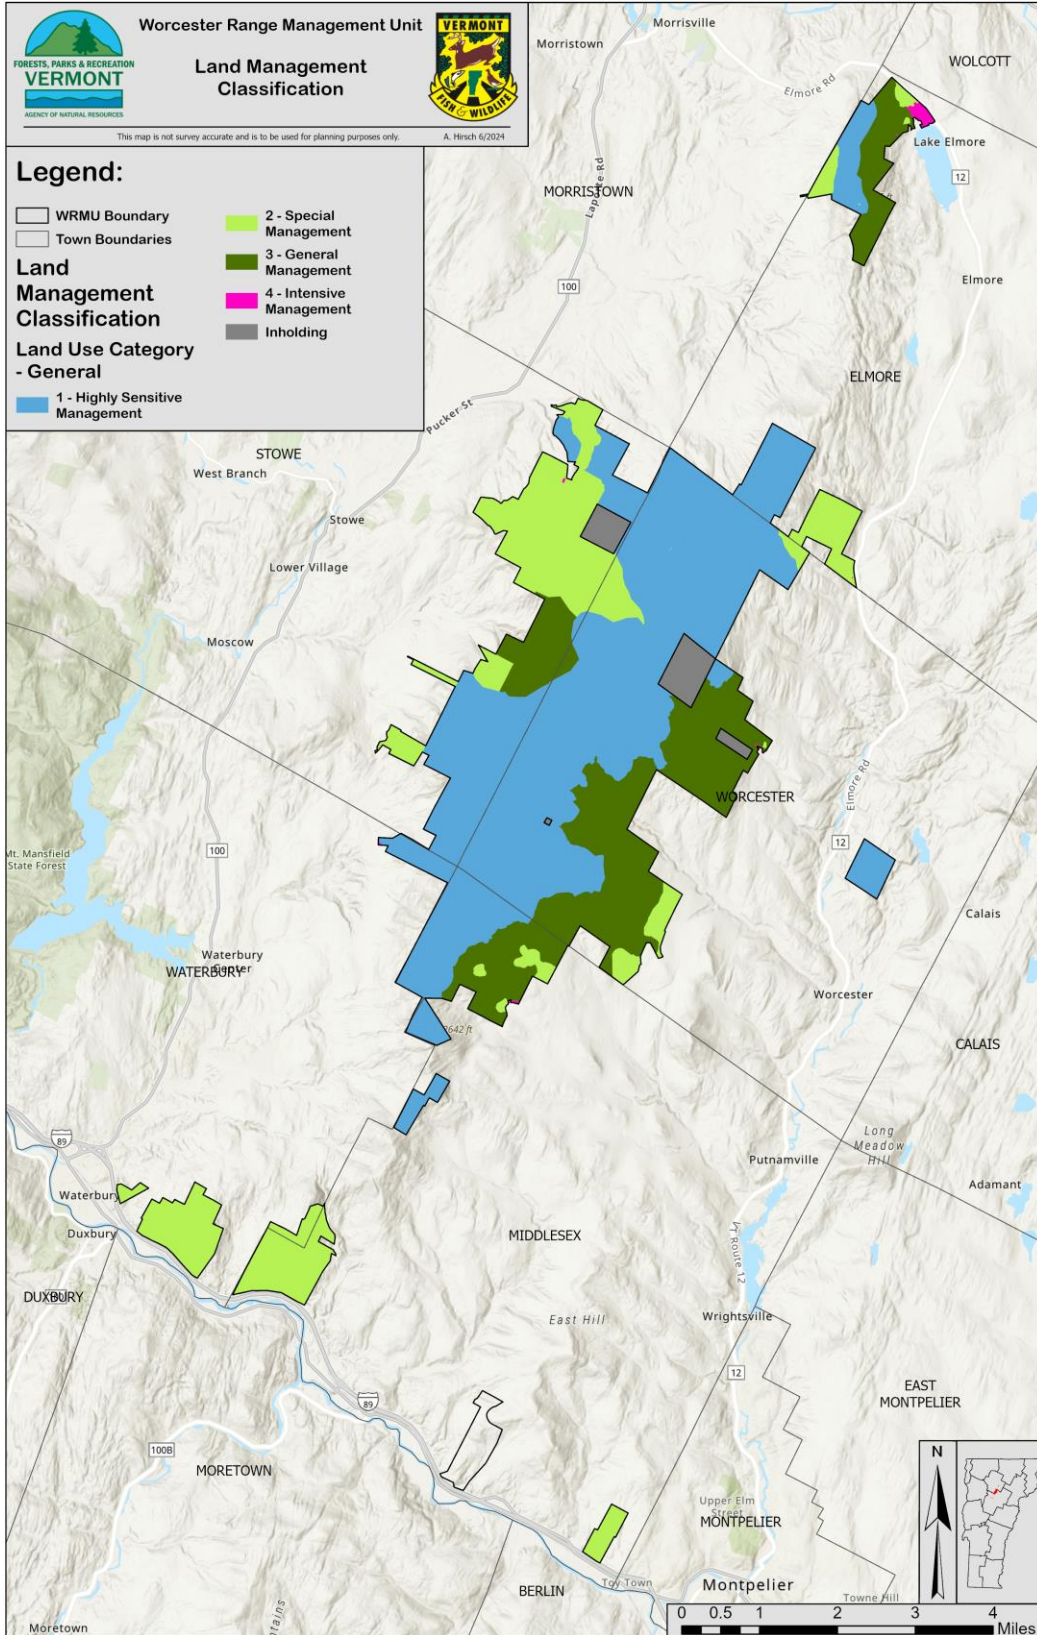 FORESTS, PARKS & RECREATION
VERMONT
AGENCY OF NATURAL RESOURCES
Worcester Range Management Unit
Land Management
Classification
VERMONT
FISH & WILDLIFE
This map is not survey accurate and is to be used for planning purposes only.
A. Hirsch 6/2024
Legend:
WRMU Boundary
Town Boundaries
Land
Management
Classification
Land Use Category
- General
1 - Highly Sensitive
Management
2 - Special
Management
3 - General
Management
4 - Intensive
Management
Inholding
Morrisville
Morristown
WOLCOTT
Elmore Rd
Lake Elmore
12
MORRISTOWN
Laporte Rd
Elmore
100
ELMORE
Pucker St
STOWE
West Branch
Stowe
Lower Village
Moscow
Elmore Rd
WORCESTER
12
100
Mt. Mansfield
State Forest
Calais
Waterbury
Center
WATERBURY
Worcester
2642 ft
CALAIS
Long
Meadow
Hill
89
Putnamville
Adamant
Waterbury
Duxbury
MIDDLESEX
VT Route 12
DUXBURY
East Hill
Wrightsville
12
89
EAST
MONTPELIER
100B
MORETOWN
N
Upper Elm
Street
MONTPELIER
Toy Town
Montpelier
BERLIN
Towne Hill
Moretown
0 0.5 1 2 3 4
Miles